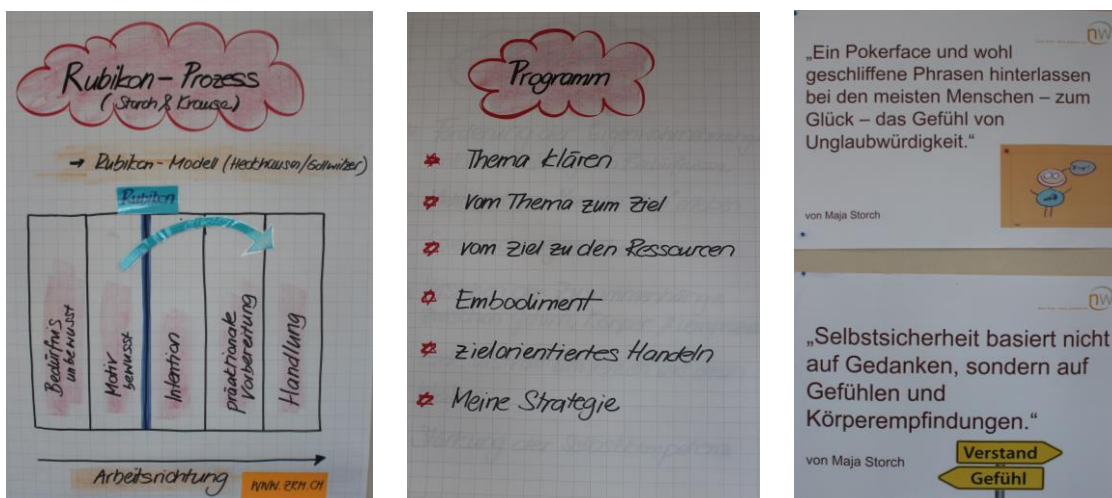 Rubikon-Prozess
(Storch & Krause)
→ Rubikon-Modell (Heckhausen/Gollwitzer)
Rubikon
Bedürfnis
unbewusst
Motiv
bewusst
Intention
präaktionale
Vorbereitung
Handlung
Arbeitsrichtung
WWW.ZRM.CH
Programm
Thema klären
Vom Thema zum Ziel
vom Ziel zu den Ressourcen
Embodiment
zielorientiertes Handeln
Meine Strategie
nw
„Ein Pokerface und wohl
geschliffene Phrasen hinterlassen
bei den meisten Menschen – zum
Glück – das Gefühl von
Unglaubwürdigkeit.“
von Maja Storch
nw
„Selbstsicherheit basiert nicht
auf Gedanken, sondern auf
Gefühlen und
Körperempfindungen.“
von Maja Storch
Verstand
Gefühl